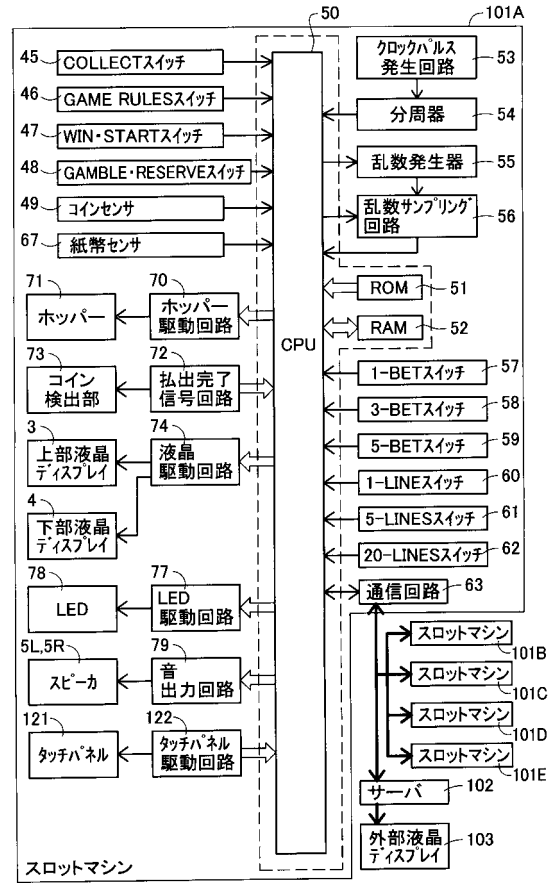 101A
50
45
COLLECTスイッチ
46
GAME RULESスイッチ
47
WIN・STARTスイッチ
48
GAMBLE・RESERVEスイッチ
49
コインセンサ
67
紙幣センサ
71
ホッパー
70
ホッパー
駆動回路
73
コイン
検出部
72
払出完了
信号回路
3
上部液晶
ディスプレイ
74
液晶
駆動回路
4
下部液晶
ディスプレイ
78
LED
77
LED
駆動回路
5L,5R
スピーカ
79
音
出力回路
121
タッチパネル
122
タッチパネル
駆動回路
CPU
クロックパルス
発生回路
53
分周器
54
乱数発生器
55
乱数サンプリング
回路
56
ROM
51
RAM
52
1-BETスイッチ
57
3-BETスイッチ
58
5-BETスイッチ
59
1-LINEスイッチ
60
5-LINESスイッチ
61
20-LINESスイッチ
62
通信回路
63
スロットマシン
101B
スロットマシン
101C
スロットマシン
101D
スロットマシン
101E
サーバ
102
外部液晶
ディスプレイ
103
スロットマシン